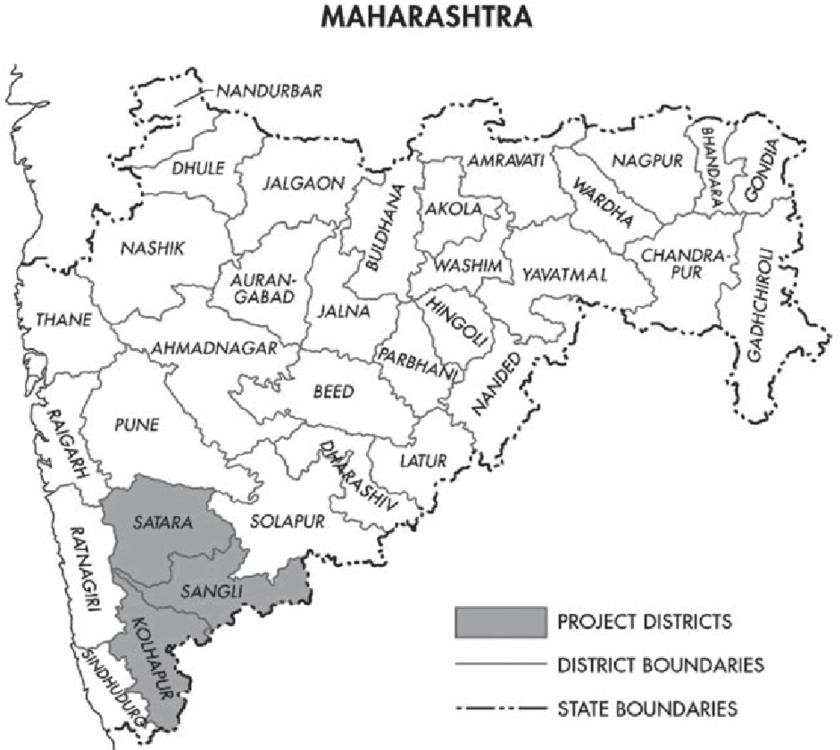 MAHARASHTRA
NANDURBAR
DHULE
JALGAON
BULDHANA
AKOLA
AMRAVATI
WARDHA
NAGPUR
BHANDARA
GONDIA
NASHIK
AURAN-
GABAD
JALNA
WASHIM
YAVATMAL
CHANDRA-
PUR
GADHCHIROLI
THANE
AHMADNAGAR
PARBHANI
HINGOLI
NANDED
BEED
RAIGARH
PUNE
LATUR
DHARASHIV
SOLAPUR
SATARA
RATNAGIRI
SANGLI
KOLHAPUR
SINDHUDURG
PROJECT DISTRICTS
DISTRICT BOUNDARIES
STATE BOUNDARIES